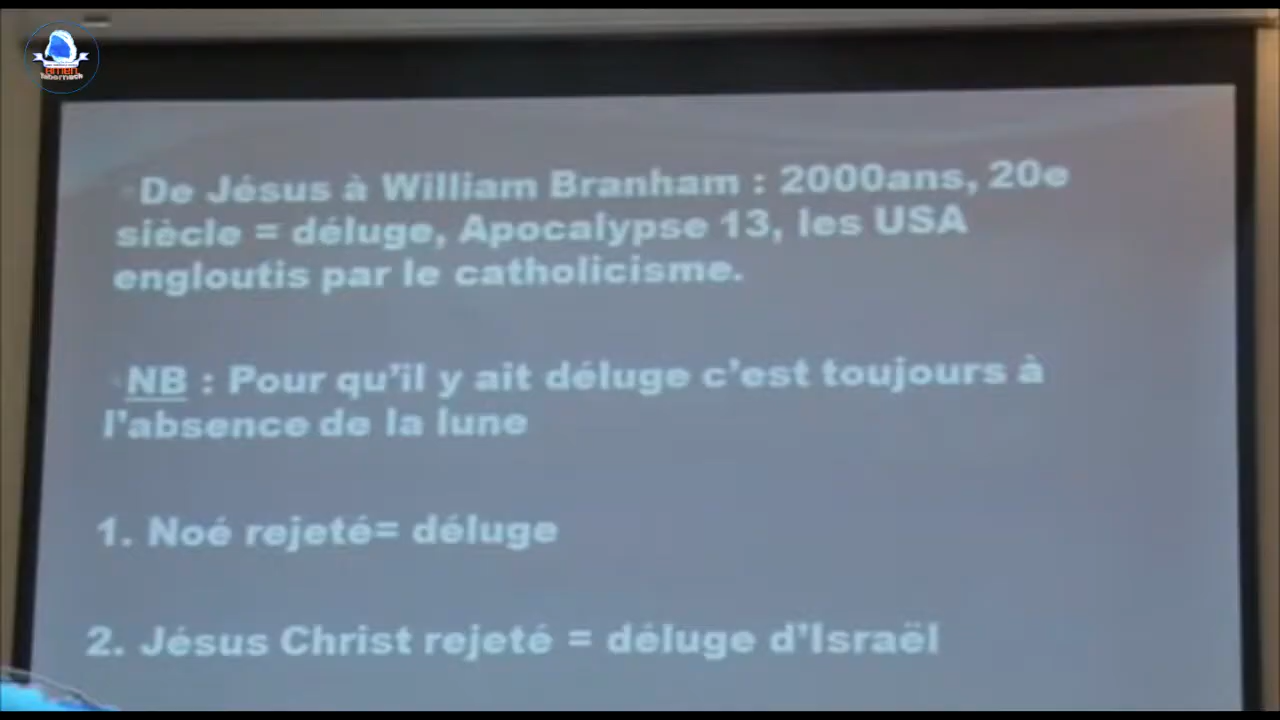 AMEN
Tabernacle
De Jésus à William Branham : 2000ans, 20e
siècle = déluge, Apocalypse 13, les USA
engloutis par le catholicisme.
NB : Pour qu'il y ait déluge c'est toujours à
l'absence de la lune
1. Noé rejeté= déluge
2. Jésus Christ rejeté = déluge d'Israël